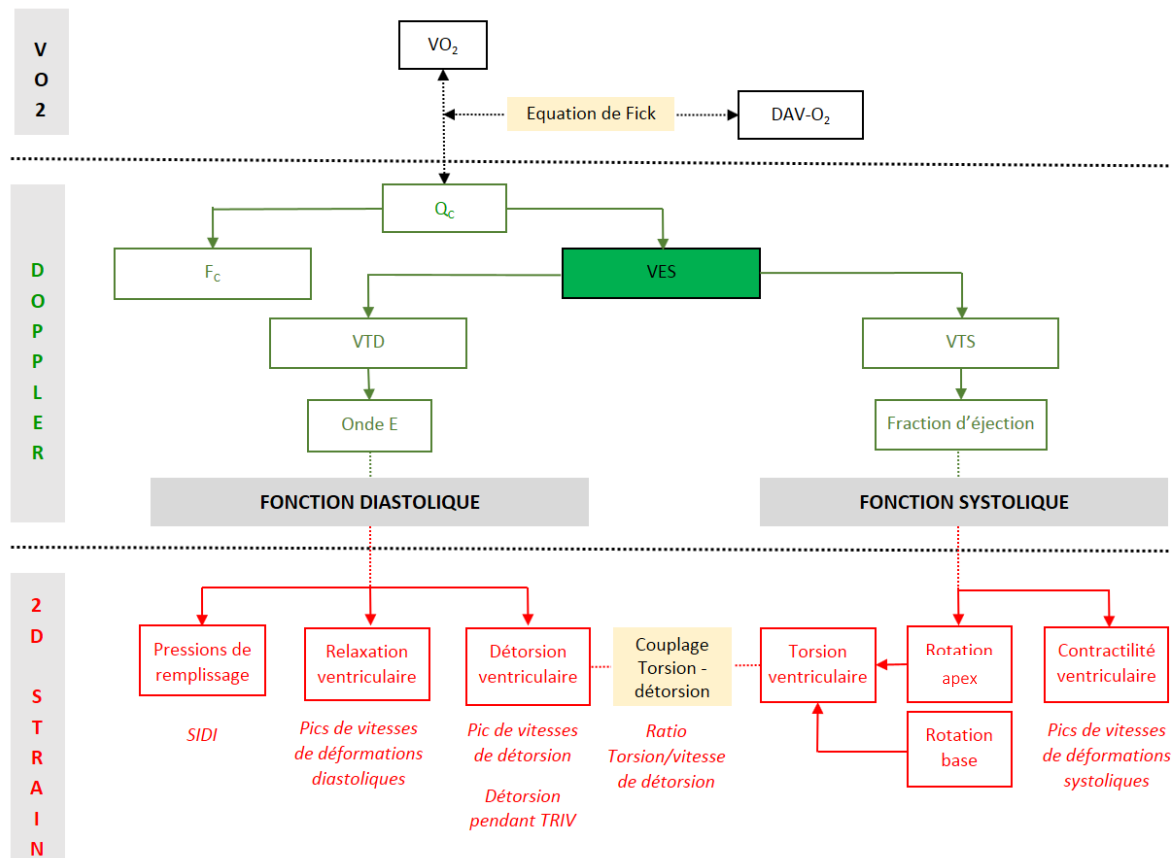 V
O
2
VO₂
Equation de Fick
DAV-O₂
D
O
P
P
L
E
R
Q_C
F_C
VES
VTD
VTS
Onde E
Fraction d'éjection
FONCTION DIASTOLIQUE
FONCTION SYSTOLIQUE
2
D
S
T
R
A
I
N
Pressions de
remplissage
SIDI
Relaxation
ventriculaire
Pics de vitesses
de déformations
diastoliques
Détorsion
ventriculaire
Pic de vitesses
de détorsion
Détorsion
pendant TRIV
Couplage
Torsion -
détorsion
Ratio
Torsion/vitesse
de détorsion
Torsion
ventriculaire
Rotation
apex
Rotation
base
Contractilité
ventriculaire
Pics de vitesses
de déformations
systoliques